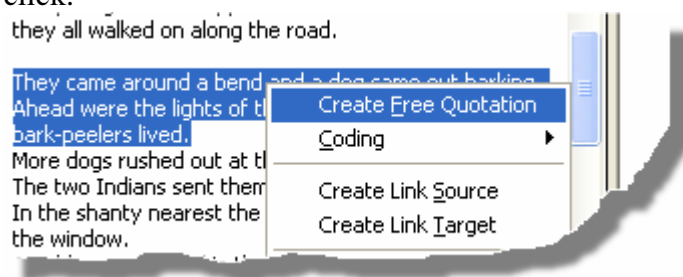 click.
they all walked on along the road.
They came around a bend and a dog came out barking.
Ahead were the lights of
bark-peelers lived.
More dogs rushed out at
The two Indians sent them
In the shanty nearest the
the window.
Create Free Quotation
Coding
Create Link Source
Create Link Target